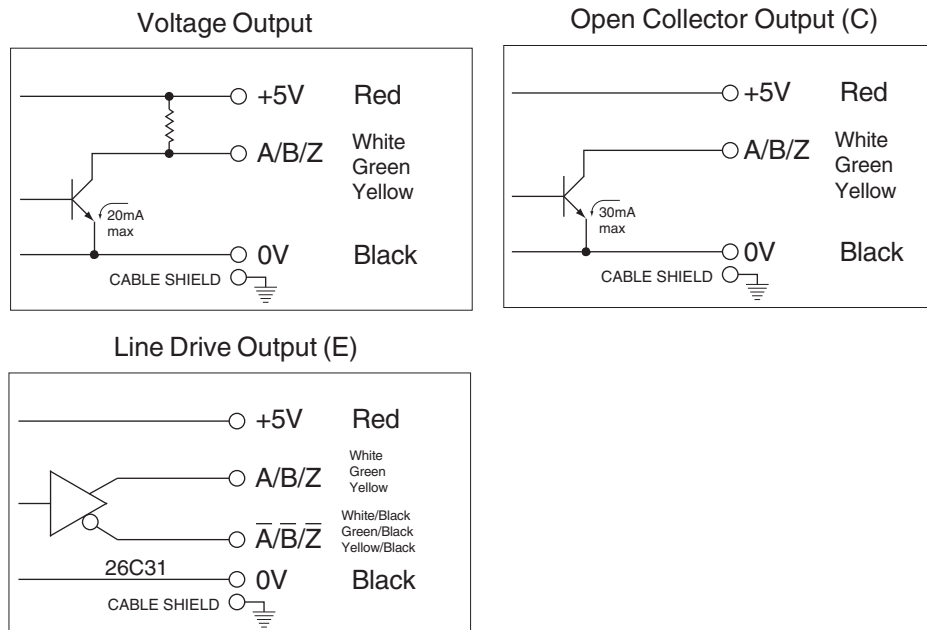 Voltage Output
+5V Red
A/B/Z White
Green
Yellow
20mA
max
0V Black
CABLE SHIELD
Open Collector Output (C)
+5V Red
A/B/Z White
Green
Yellow
30mA
max
0V Black
CABLE SHIELD
Line Drive Output (E)
+5V Red
A/B/Z White
Green
Yellow
A̅/B̅/Z̅ White/Black
Green/Black
Yellow/Black
26C31
0V Black
CABLE SHIELD